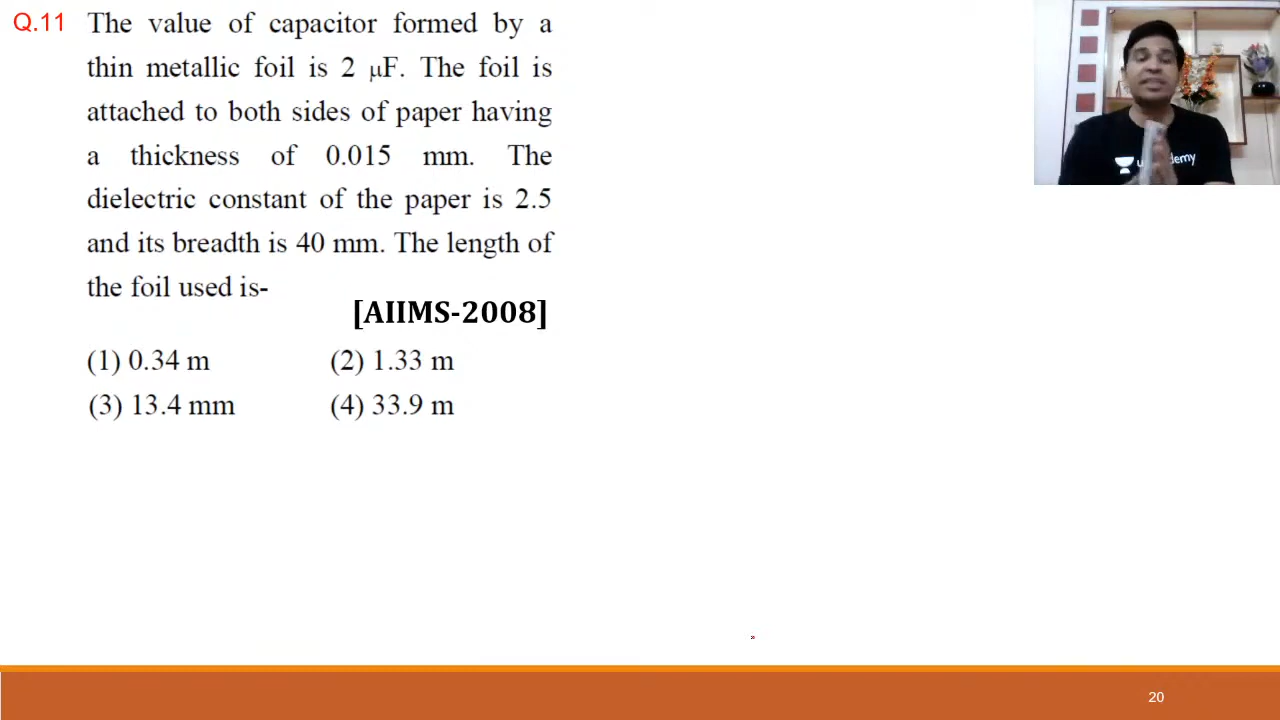 Q.11 The value of capacitor formed by a
thin metallic foil is 2 μF. The foil is
attached to both sides of paper having
a thickness of 0.015 mm. The
dielectric constant of the paper is 2.5
and its breadth is 40 mm. The length of
the foil used is-
[AIIMS-2008]
(1) 0.34 m (2) 1.33 m
(3) 13.4 mm (4) 33.9 m
20